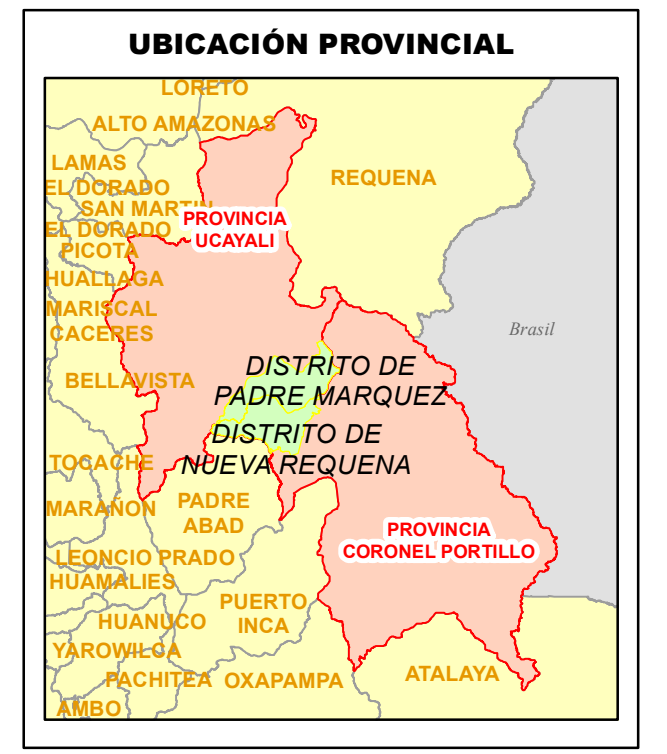 UBICACIÓN PROVINCIAL
LORETO
ALTO AMAZONAS
LAMAS
REQUENA
EL DORADO
SAN MARTIN
PROVINCIA
UCAYALI
EL DORADO
PICOTA
HUALLAGA
MARISCAL
CACERES
Brasil
DISTRITO DE
PADRE MARQUEZ
BELLAVISTA
DISTRITO DE
NUEVA REQUENA
TOCACHE
MARAÑON
PADRE
ABAD
PROVINCIA
CORONEL PORTILLO
LEONCIO PRADO
HUAMALIES
PUERTO
INCA
HUANUCO
YAROWILCA
PACHITEA
OXAPAMPA
ATALAYA
AMBO